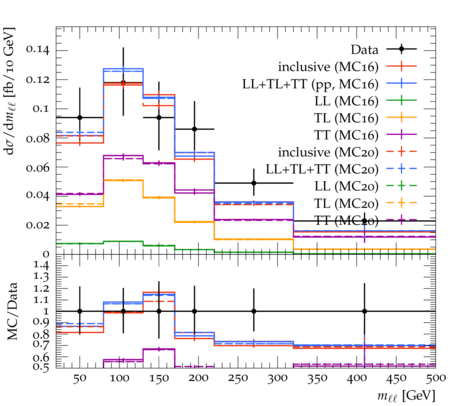 dσ/dmℓℓ [fb/10 GeV]
0.14
0.12
0.1
0.08
0.06
0.04
0.02
0
Data
inclusive (MC16)
LL+TL+TT (pp, MC16)
LL (MC16)
TL (MC16)
TT (MC16)
inclusive (MC20)
LL+TL+TT (MC20)
LL (MC20)
TL (MC20)
TT (MC20)
MC/Data
1.4
1.3
1.2
1.1
1
0.9
0.8
0.7
0.6
0.5
50 100 150 200 250 300 350 400 450 500
mℓℓ [GeV]